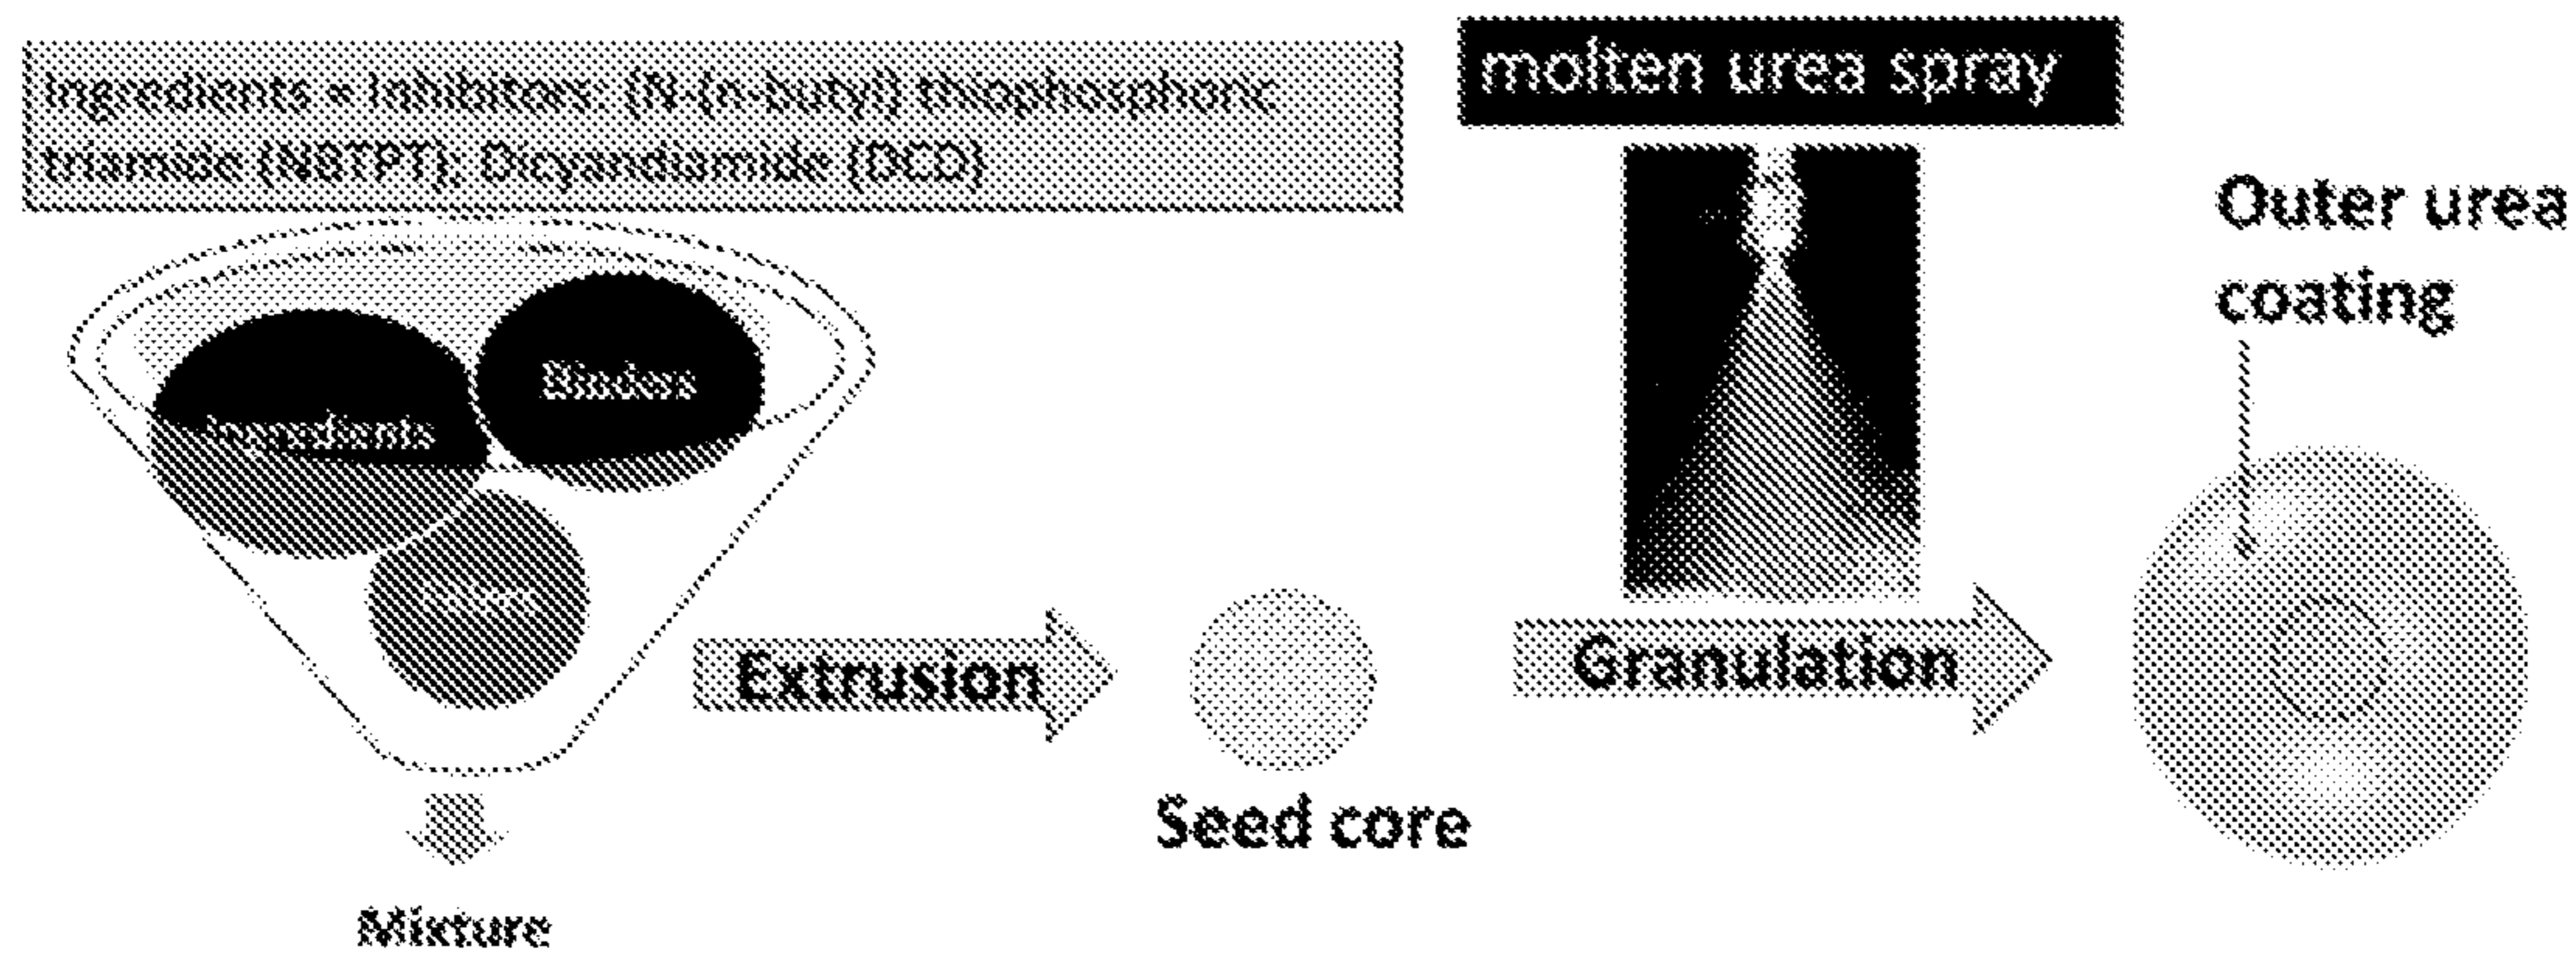 Ingredients = Inhibitors: (N-(n-butyl) thiophosphoric
triamide (NBTPT); Dicyandiamide (DCD)
molten urea spray
Outer urea
coating
Binders
Ingredients
Extrusion
Granulation
Seed core
Mixture